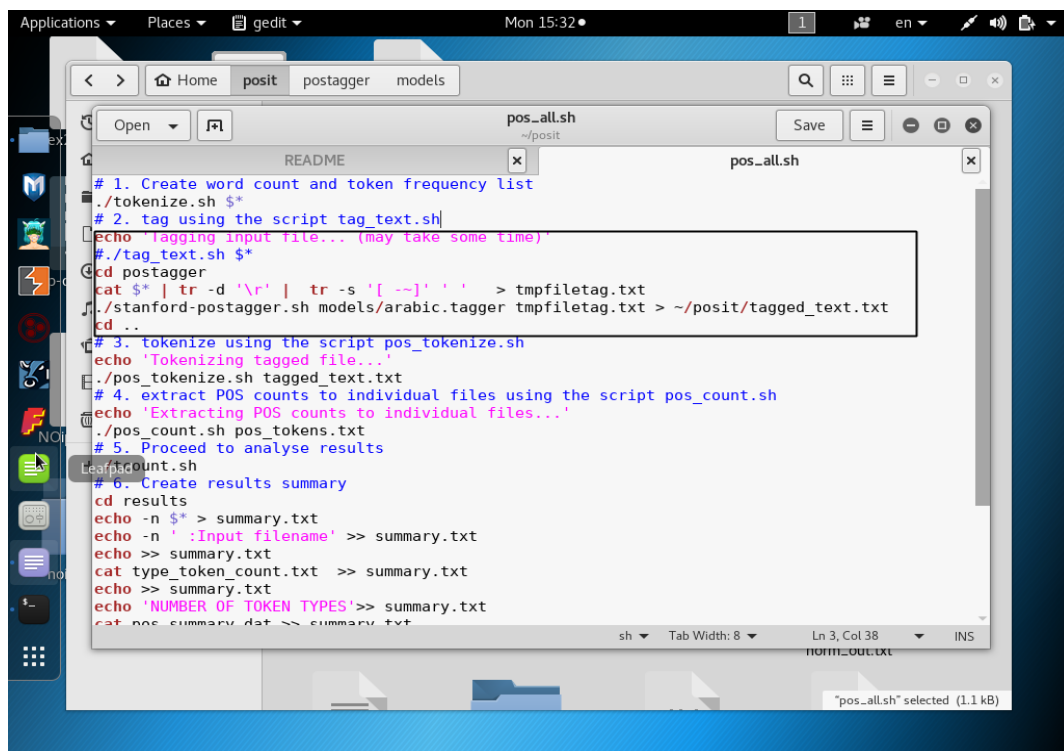 Applications Places gedit Mon 15:32 1 en
Home posit postagger models
Open pos_all.sh Save
~/posit
README pos_all.sh
# 1. Create word count and token frequency list
./tokenize.sh $*
# 2. tag using the script tag_text.sh
echo 'Tagging input file... (may take some time)'
#./tag_text.sh $*
cd postagger
cat $* | tr -d '\r' |  tr -s '[ -~]' ' '   > tmpfiletag.txt
./stanford-postagger.sh models/arabic.tagger tmpfiletag.txt > ~/posit/tagged_text.txt
cd ..
# 3. tokenize using the script pos_tokenize.sh
echo 'Tokenizing tagged file...'
./pos_tokenize.sh tagged_text.txt
# 4. extract POS counts to individual files using the script pos_count.sh
echo 'Extracting POS counts to individual files...'
./pos_count.sh pos_tokens.txt
# 5. Proceed to analyse results
Leafpad
# 6. Create results summary
cd results
echo -n $* > summary.txt
echo -n ' :Input filename' >> summary.txt
echo >> summary.txt
cat type_token_count.txt  >> summary.txt
echo >> summary.txt
echo 'NUMBER OF TOKEN TYPES'>> summary.txt
cat pos_summary.dat >> summary.txt
sh Tab Width: 8 Ln 3, Col 38 INS
norm_out.txt
"pos_all.sh" selected (1.1 kB)